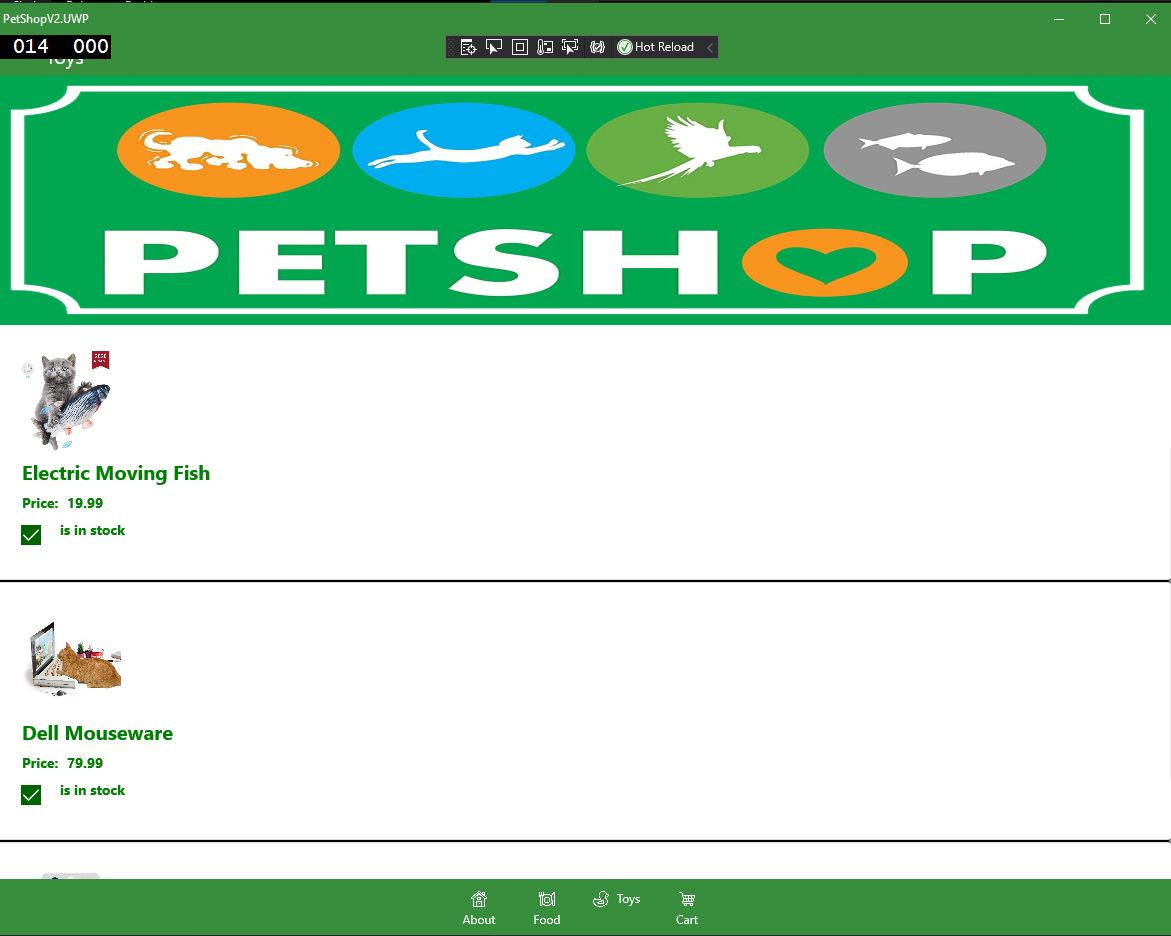 PetShopV2.UWP
014 000
Hot Reload
Toys
PETSHOP
Electric Moving Fish
Price: 19.99
is in stock
Dell Mouseware
Price: 79.99
is in stock
About
Food
Toys
Cart